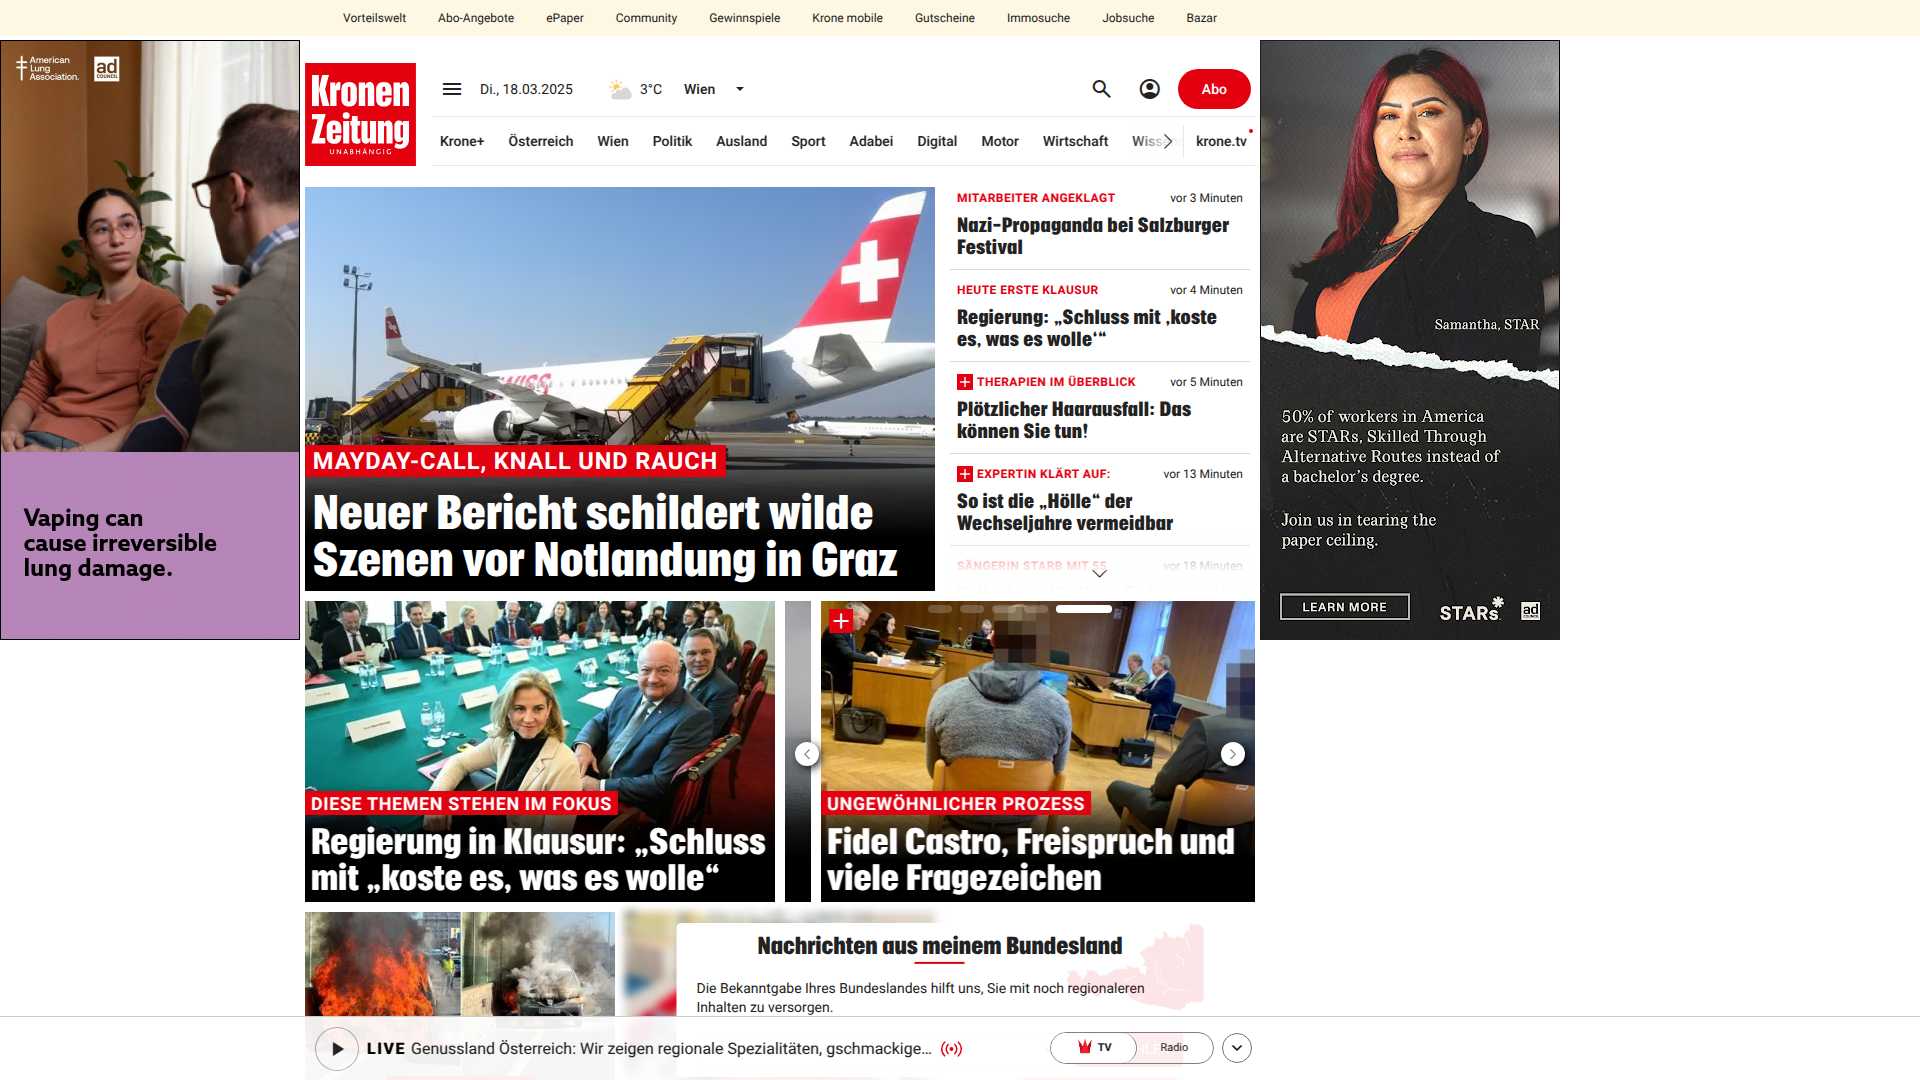 Vorteilswelt Abo-Angebote ePaper Community Gewinnspiele Krone mobile Gutscheine Immosuche Jobsuche Bazar
American
Lung
Association.
ad
COUNCIL
Vaping can
cause irreversible
lung damage.
Kronen
Zeitung
UNABHÄNGIG
Di., 18.03.2025 3°C Wien Abo
Krone+ Österreich Wien Politik Ausland Sport Adabei Digital Motor Wirtschaft Wiss krone.tv
SWISS
MAYDAY-CALL, KNALL UND RAUCH
Neuer Bericht schildert wilde
Szenen vor Notlandung in Graz
MITARBEITER ANGEKLAGT vor 3 Minuten
Nazi-Propaganda bei Salzburger
Festival
HEUTE ERSTE KLAUSUR vor 4 Minuten
Regierung: „Schluss mit ‚koste
es, was es wolle‘“
THERAPIEN IM ÜBERBLICK vor 5 Minuten
Plötzlicher Haarausfall: Das
können Sie tun!
EXPERTIN KLÄRT AUF: vor 13 Minuten
So ist die „Hölle“ der
Wechseljahre vermeidbar
SÄNGERIN STARB MIT 55 vor 18 Minuten
Samantha, STAR
50% of workers in America
are STARs, Skilled Through
Alternative Routes instead of
a bachelor's degree.
Join us in tearing the
paper ceiling.
LEARN MORE
STARs*
ad
COUNCIL
DIESE THEMEN STEHEN IM FOKUS
Regierung in Klausur: „Schluss
mit „koste es, was es wolle“
UNGEWÖHNLICHER PROZESS
Fidel Castro, Freispruch und
viele Fragezeichen
Nachrichten aus meinem Bundesland
Die Bekanntgabe Ihres Bundeslandes hilft uns, Sie mit noch regionaleren
Inhalten zu versorgen.
LIVE Genussland Österreich: Wir zeigen regionale Spezialitäten, gschmackige... TV Radio